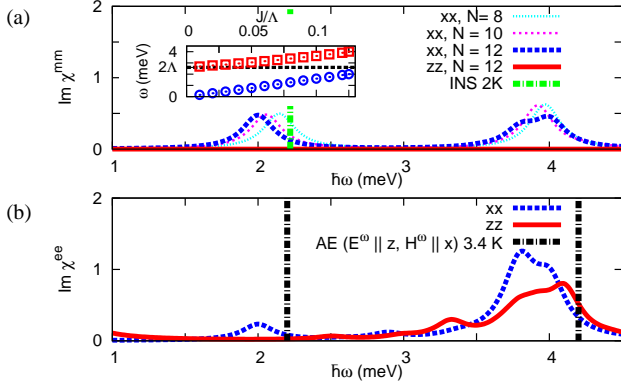 (a)
Im χ^mm
2
1
0
1
2
3
4
ħω (meV)
J/Λ
0
0.05
0.1
ω (meV)
4
2Λ
0
xx, N= 8
xx, N = 10
xx, N = 12
zz, N = 12
INS 2K
(b)
Im χ^ee
2
1
0
1
2
3
4
ħω (meV)
xx
zz
AE (E^ω || z, H^ω || x) 3.4 K